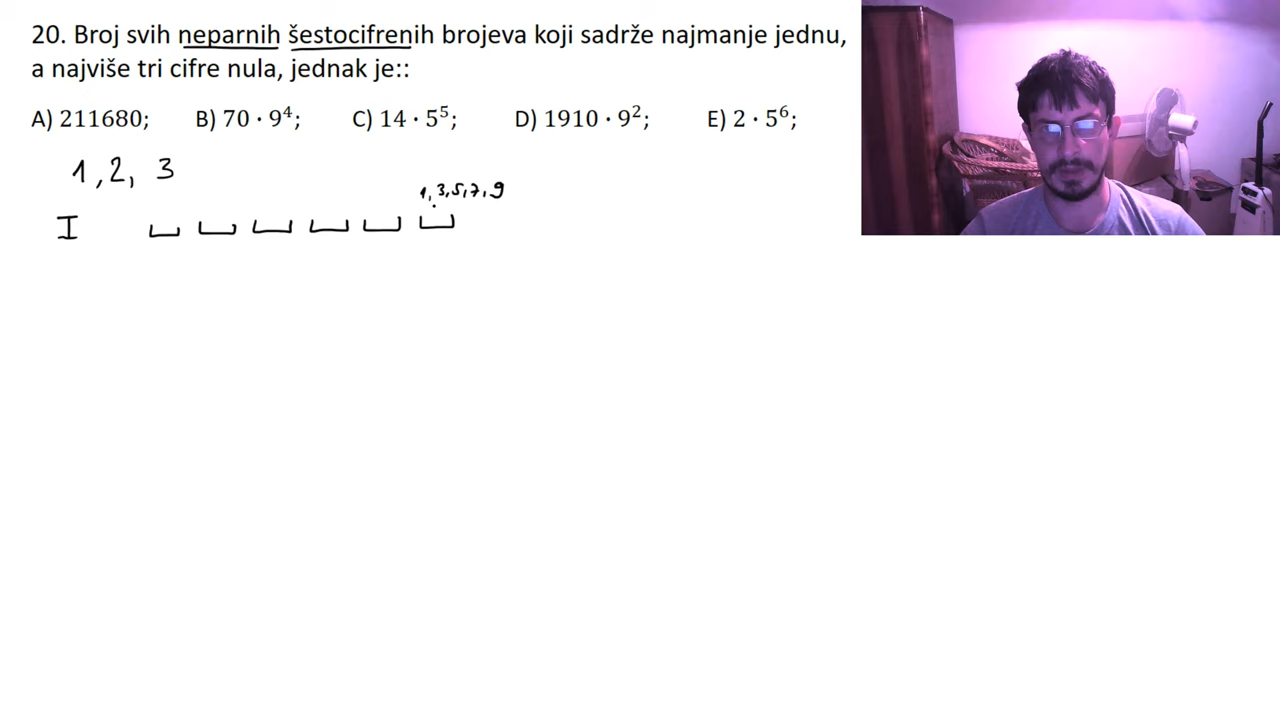 20. Broj svih neparnih šestocifrenih brojeva koji sadrže najmanje jednu,
a najviše tri cifre nula, jednak je::
A) 211680; B) 70 · 9⁴; C) 14 · 5⁵; D) 1910 · 9²; E) 2 · 5⁶;
1, 2, 3
1, 3, 5, 7, 9
I